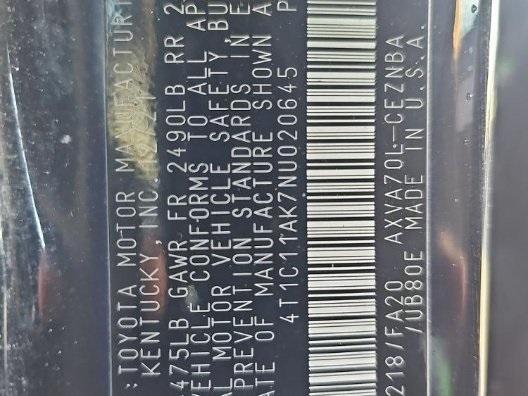 :TOYOTA MOTOR MANUFACTURI
KENTUCKY, INC.
475LB GAWR FR 2490LB RR 2
VEHICLE CONFORMS TO ALL AP
AL MOTOR VEHICLE SAFETY, BU
PREVENTION STANDARDS IN E
ATE OF MANUFACTURE SHOWN A
4T1C11AK7NU020645 P
218/FA20 AXVA70L-CEZNBA
/UB80E MADE IN U.S.A.